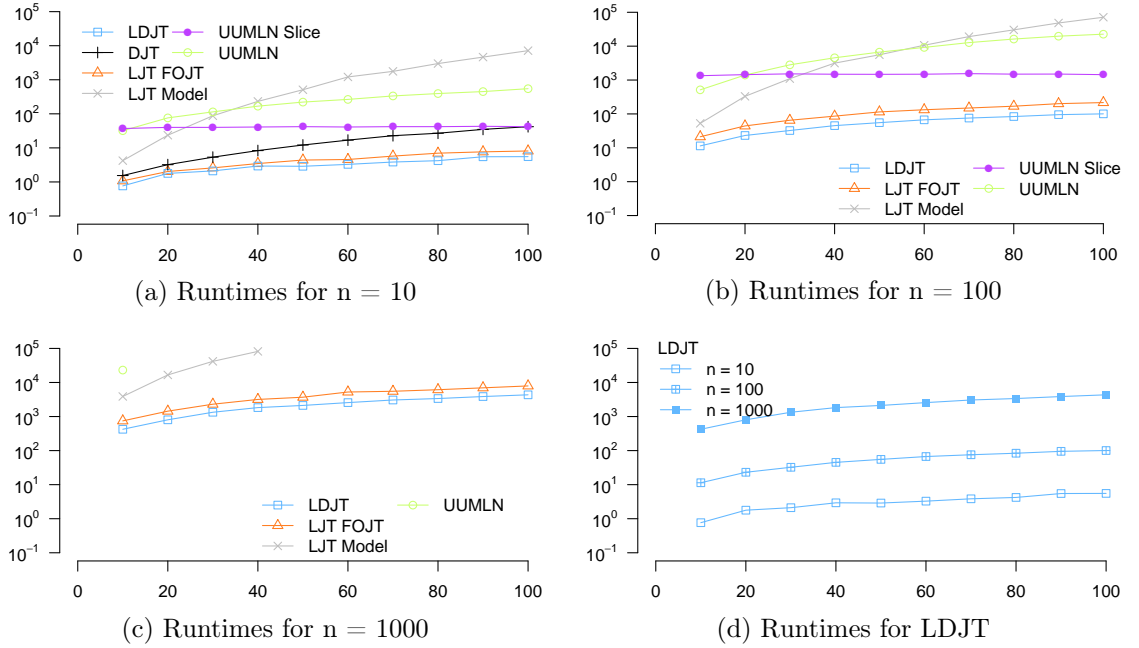 10^5
10^4
10^3
10^2
10^1
10^0
10^−1
LDJT
DJT
LJT FOJT
LJT Model
UUMLN Slice
UUMLN
0 20 40 60 80 100
(a) Runtimes for n = 10
10^5
10^4
10^3
10^2
10^1
10^0
10^−1
LDJT
LJT FOJT
LJT Model
UUMLN Slice
UUMLN
0 20 40 60 80 100
(b) Runtimes for n = 100
10^5
10^4
10^3
10^2
10^1
10^0
10^−1
LDJT
LJT FOJT
LJT Model
UUMLN
0 20 40 60 80 100
(c) Runtimes for n = 1000
10^5
10^4
10^3
10^2
10^1
10^0
10^−1
LDJT
n = 10
n = 100
n = 1000
0 20 40 60 80 100
(d) Runtimes for LDJT